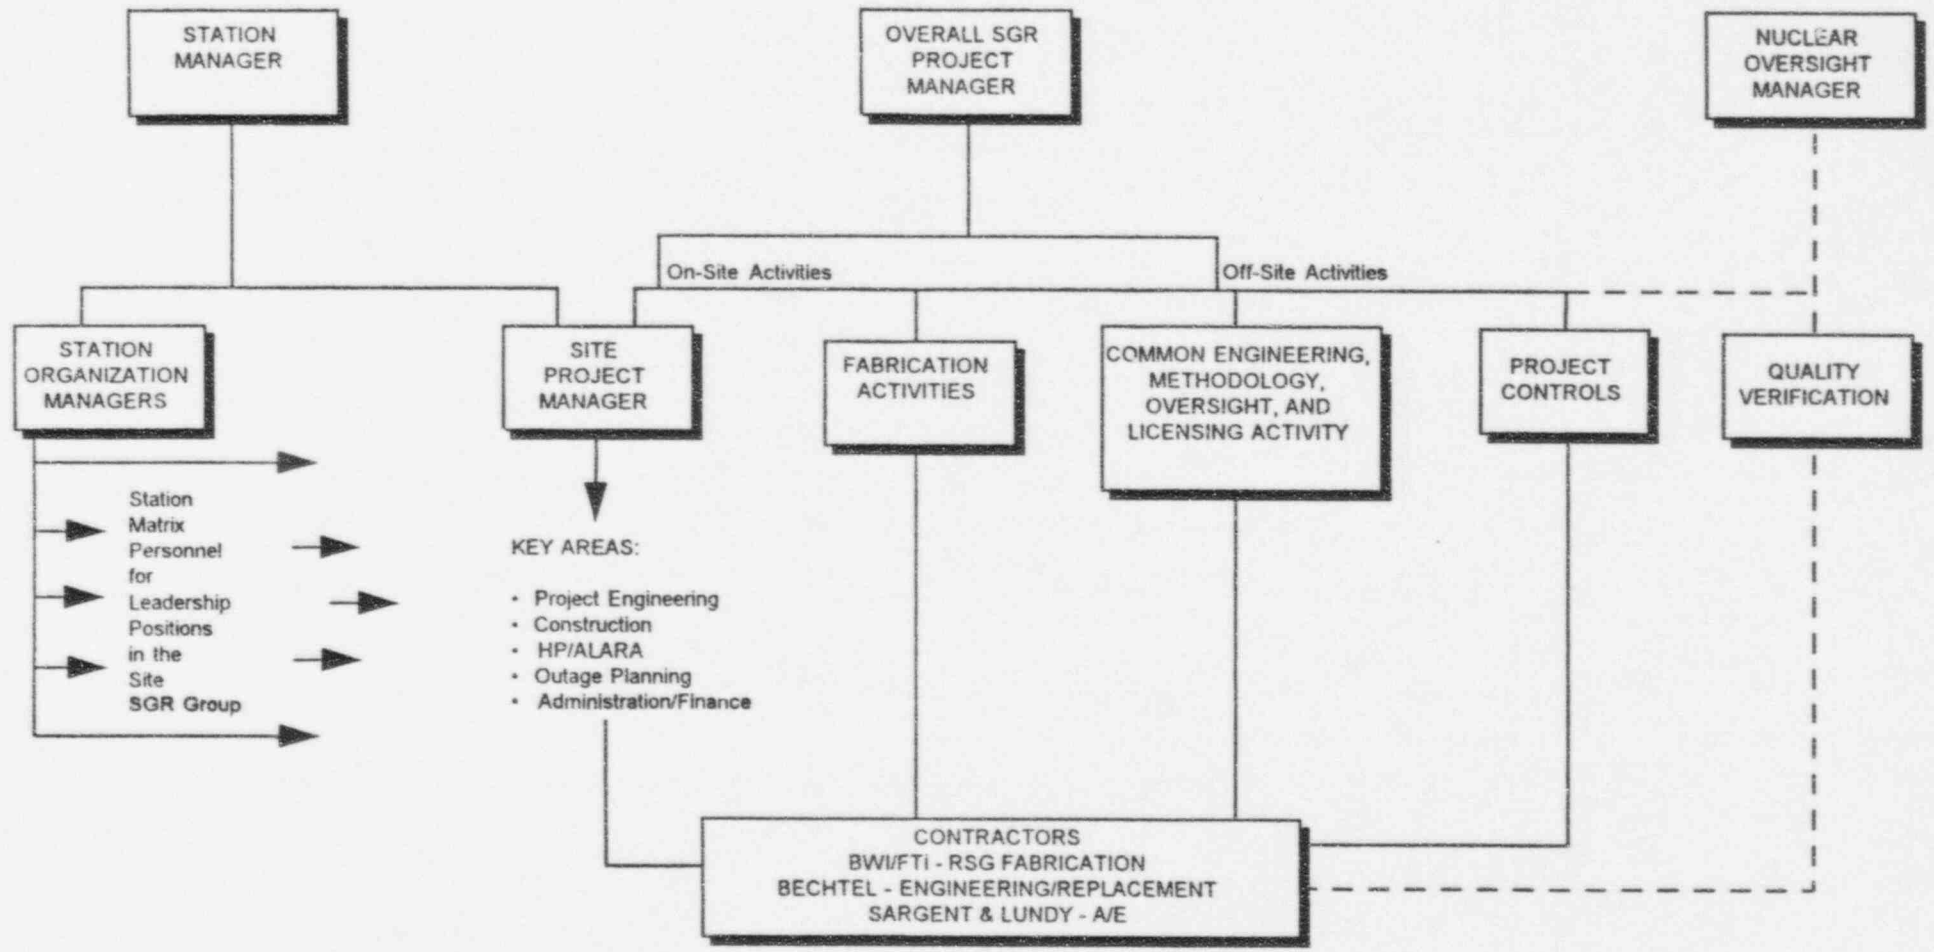 STATION
MANAGER
OVERALL SGR
PROJECT
MANAGER
NUCLEAR
OVERSIGHT
MANAGER
On-Site Activities
Off-Site Activities
STATION
ORGANIZATION
MANAGERS
SITE
PROJECT
MANAGER
FABRICATION
ACTIVITIES
COMMON ENGINEERING,
METHODOLOGY,
OVERSIGHT, AND
LICENSING ACTIVITY
PROJECT
CONTROLS
QUALITY
VERIFICATION
Station
Matrix
Personnel
for
Leadership
Positions
in the
Site
SGR Group
KEY AREAS:
• Project Engineering
• Construction
• HP/ALARA
• Outage Planning
• Administration/Finance
CONTRACTORS
BWI/FTi - RSG FABRICATION
BECHTEL - ENGINEERING/REPLACEMENT
SARGENT & LUNDY - A/E